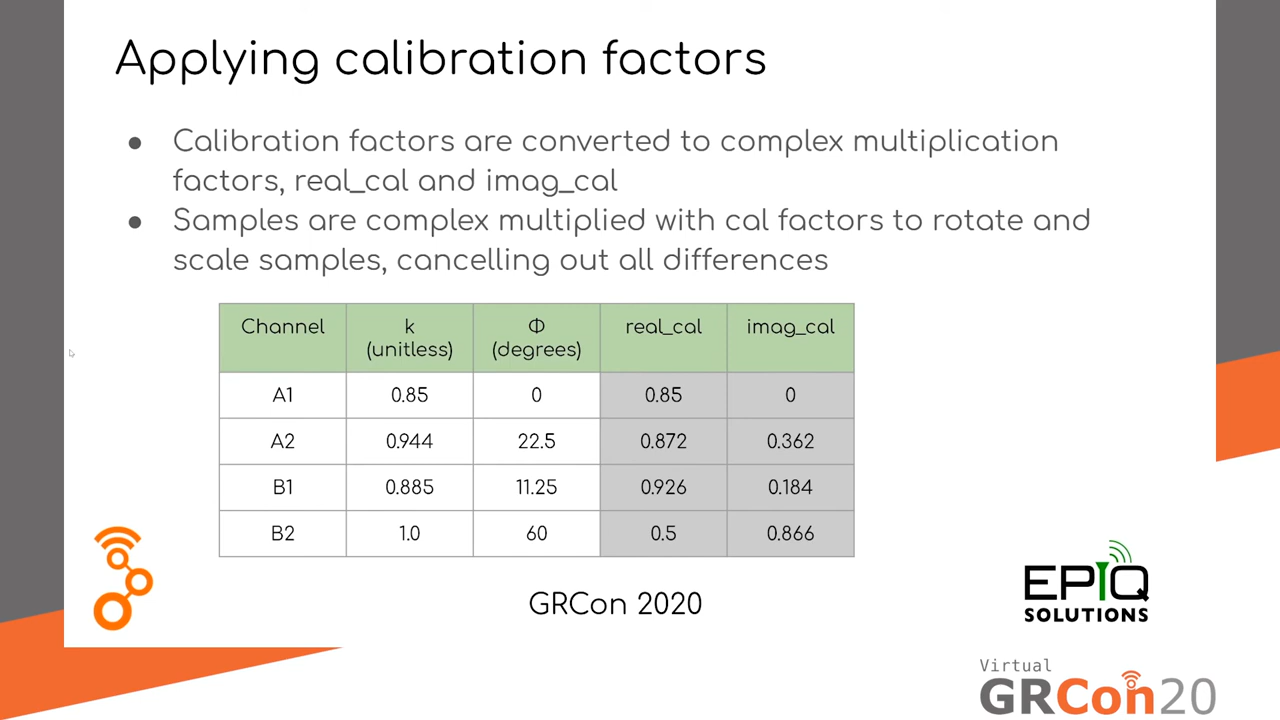 Applying calibration factors
● Calibration factors are converted to complex multiplication
factors, real_cal and imag_cal
● Samples are complex multiplied with cal factors to rotate and
scale samples, cancelling out all differences
Channel k Φ real_cal imag_cal
(unitless) (degrees)
A1 0.85 0 0.85 0
A2 0.944 22.5 0.872 0.362
B1 0.885 11.25 0.926 0.184
B2 1.0 60 0.5 0.866
GRCon 2020
EPIQ
SOLUTIONS
Virtual
GRCon20